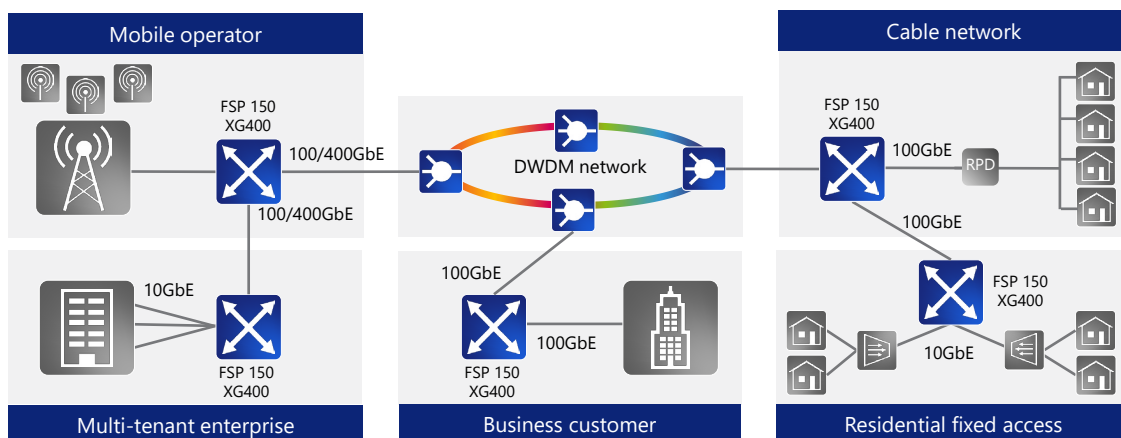 Mobile operator
FSP 150
XG400
100/400GbE
100/400GbE
10GbE
FSP 150
XG400
Multi-tenant enterprise
DWDM network
100GbE
100GbE
FSP 150
XG400
Business customer
Cable network
FSP 150
XG400
100GbE
RPD
100GbE
FSP 150
XG400
10GbE
Residential fixed access